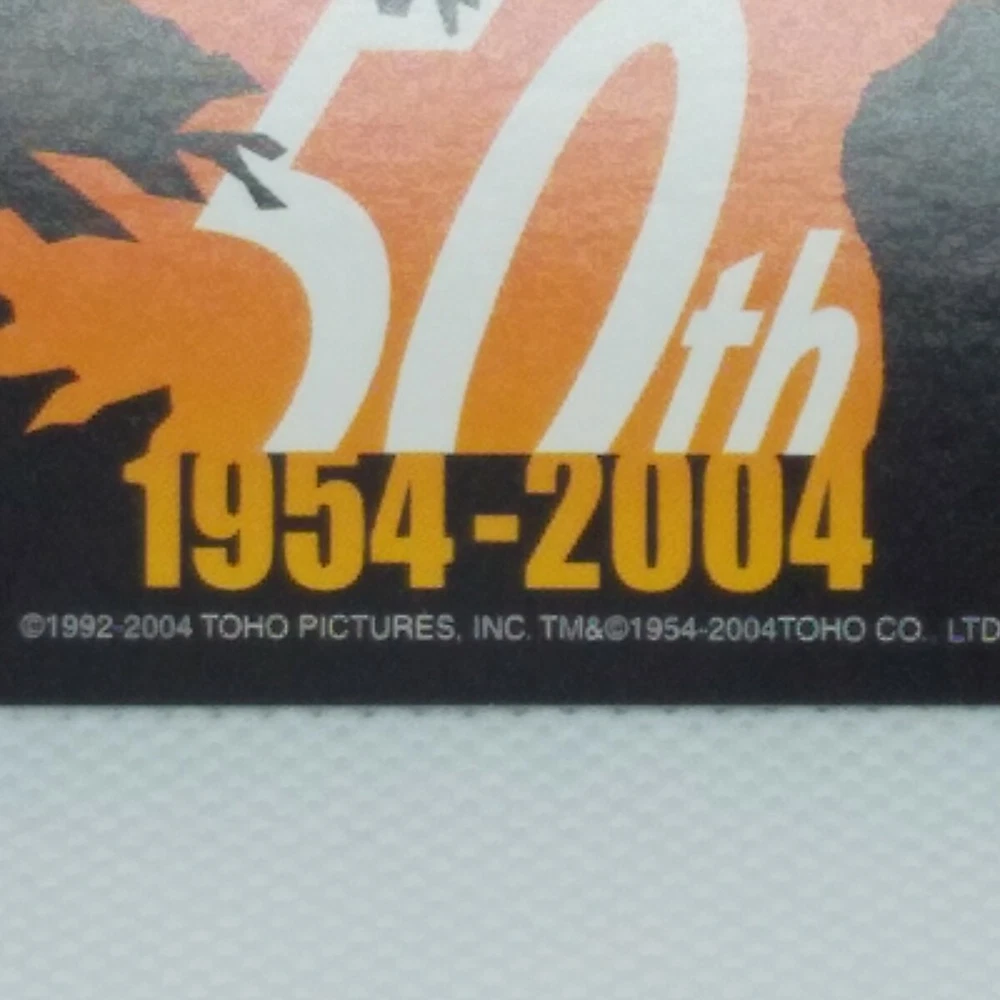 50th
1954-2004
©1992-2004 TOHO PICTURES, INC. TM&©1954-2004TOHO CO., LTD